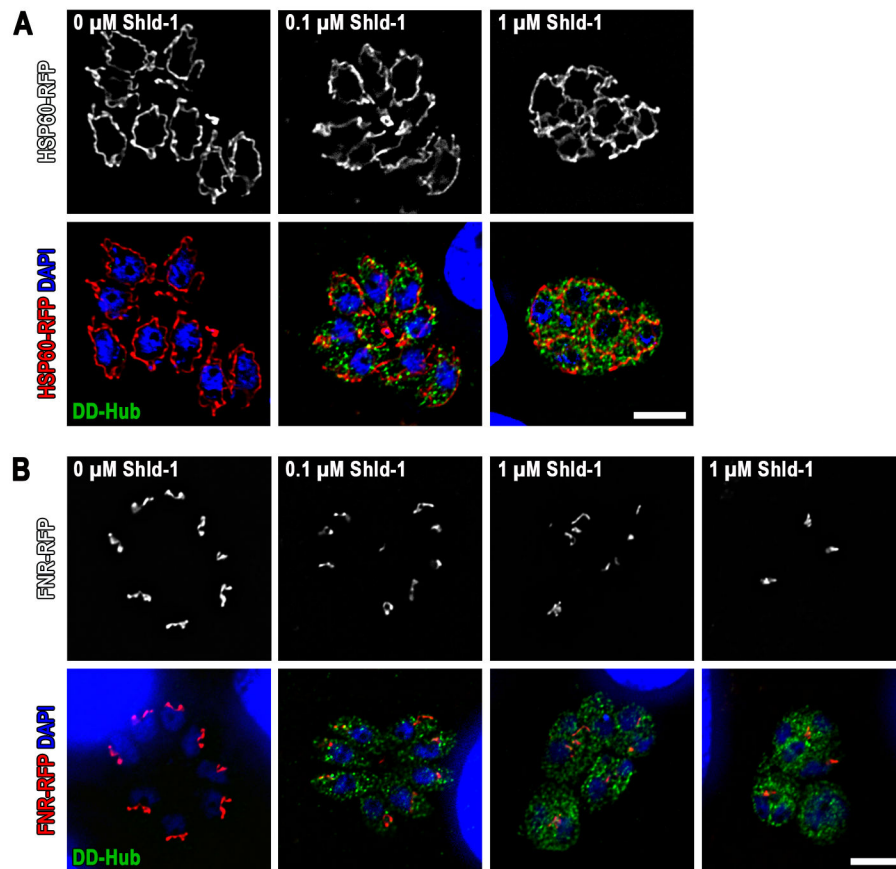 A
0 µM Shld-1
0.1 µM Shld-1
1 µM Shld-1
HSP60-RFP
HSP60-RFP DAPI
DD-Hub
B
0 µM Shld-1
0.1 µM Shld-1
1 µM Shld-1
1 µM Shld-1
FNR-RFP
FNR-RFP DAPI
DD-Hub